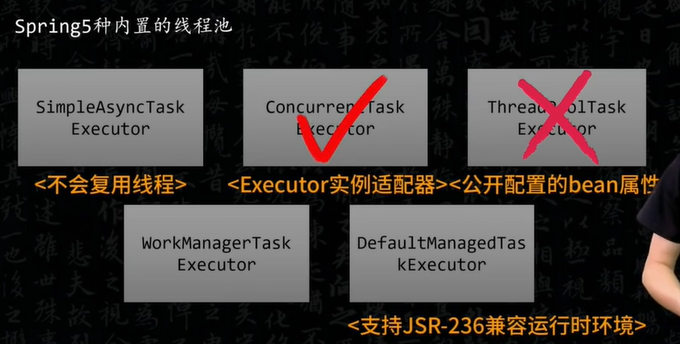 Spring5种内置的线程池
SimpleAsyncTask
Executor
ConcurrentTask
Executor
ThreadPoolTask
Executor
<不会复用线程>
<Executor实例适配器>
<公开配置的bean属性
WorkManagerTask
Executor
DefaultManagedTas
kExecutor
<支持JSR-236兼容运行时环境>